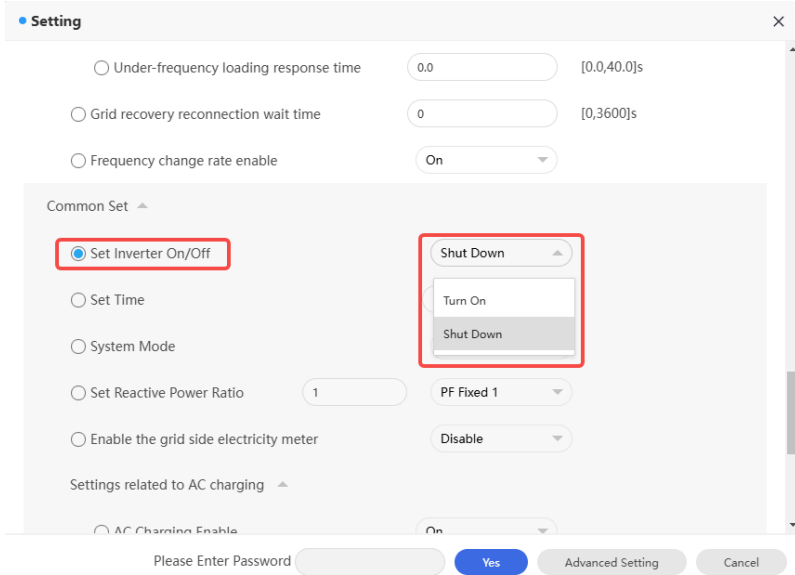 Setting
Under-frequency loading response time 0.0 [0.0,40.0]s
Grid recovery reconnection wait time 0 [0,3600]s
Frequency change rate enable On
Common Set
Set Inverter On/Off Shut Down
Set Time Turn On
Shut Down
System Mode
Set Reactive Power Ratio 1 PF Fixed 1
Enable the grid side electricity meter Disable
Settings related to AC charging
AC Charging Enable On
Please Enter Password Yes Advanced Setting Cancel